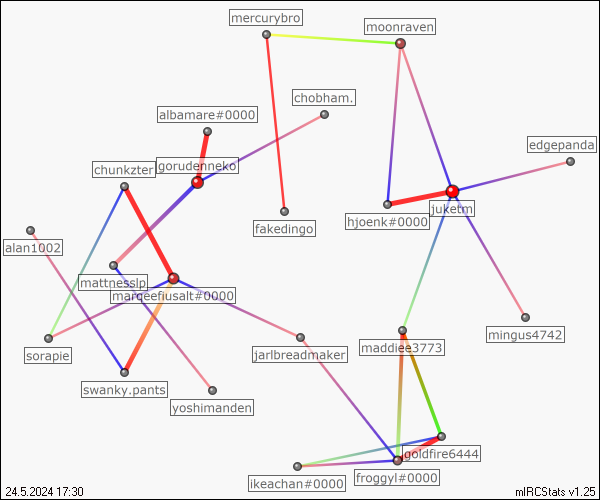 mercurybro
moonraven
chobham.
albamare#0000
edgepanda
gorudenneko
chunkzter
juketm
hjoenk#0000
fakedingo
alan1002
mattnesslp
marqeefiusalt#0000
mingus4742
maddiee3773
sorapie
jarlbreadmaker
swanky.pants
yoshimanden
goldfire6444
froggyl#0000
ikeachan#0000
24.5.2024 17:30
mIRCStats v1.25